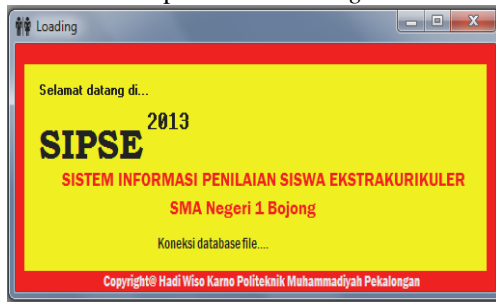 Loading
Selamat datang di...
SIPSE 2013
SISTEM INFORMASI PENILAIAN SISWA EKSTRAKURIKULER
SMA Negeri 1 Bojong
Koneksi database file....
Copyright@ Hadi Wiso Karno Politeknik Muhammadiyah Pekalongan